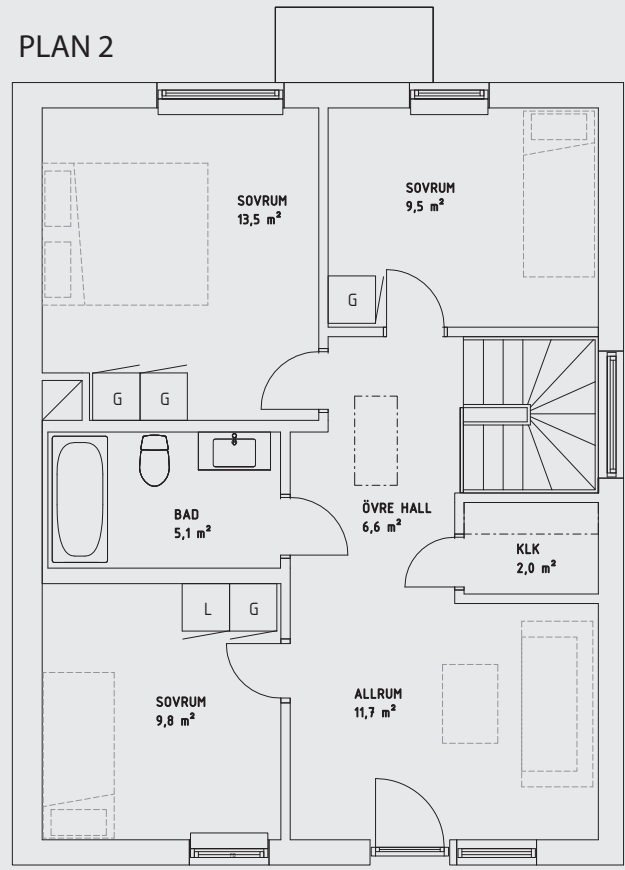 PLAN 2
SOVRUM
13,5 m²
SOVRUM
9,5 m²
G
G
G
ÖVRE HALL
6,6 m²
BAD
5,1 m²
KLK
2,0 m²
L
G
SOVRUM
9,8 m²
ALLRUM
11,7 m²